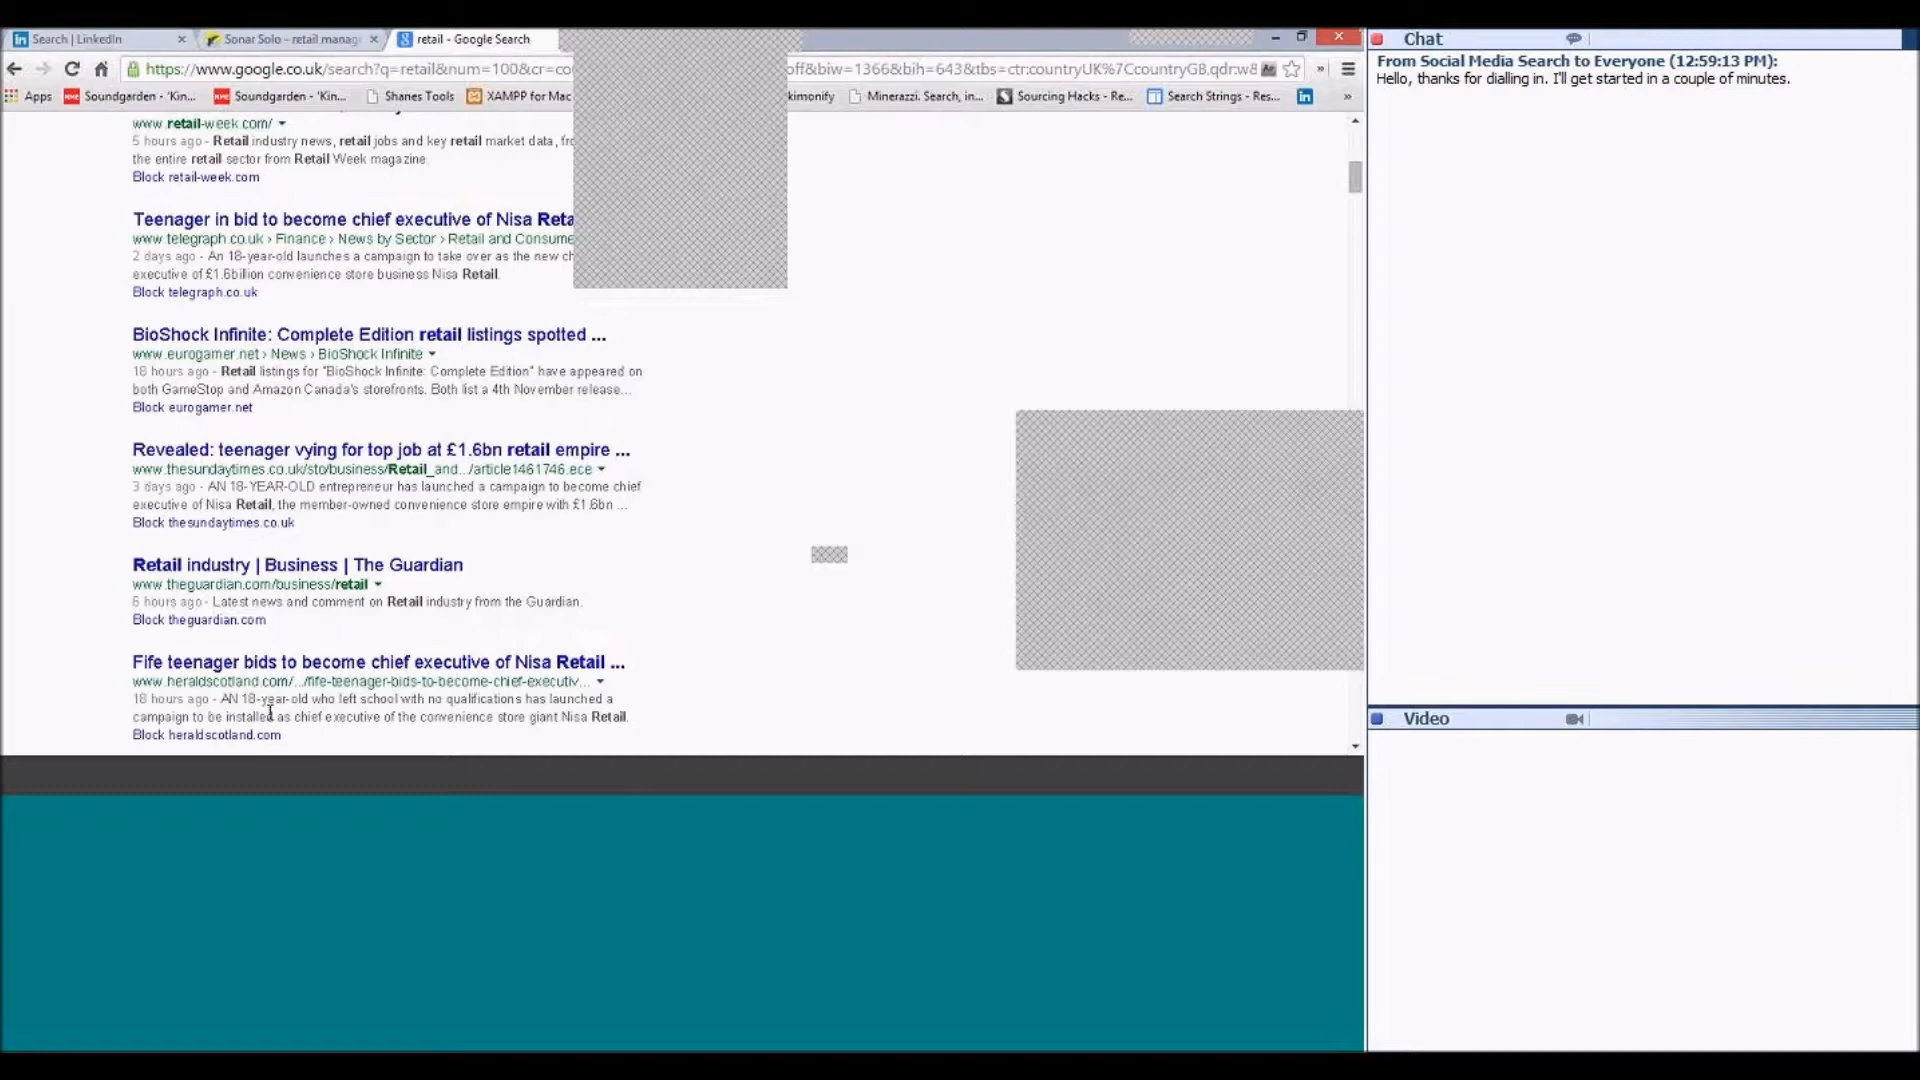 Search | LinkedIn
Sonar Solo - retail manag
retail - Google Search
https://www.google.co.uk/search?q=retail&num=100&cr=co
off&biw=1366&bih=643&tbs=ctr:countryUK%7CcountryGB,qdr:w8
Apps
Soundgarden - 'Kin...
Soundgarden - 'Kin...
Shanes Tools
XAMPP for Mac
kimonify
Minerazzi. Search, in...
Sourcing Hacks - Re...
Search Strings - Res...
www.retail-week.com/
5 hours ago - Retail industry news, retail jobs and key retail market data,
the entire retail sector from Retail Week magazine.
Block retail-week.com
Teenager in bid to become chief executive of Nisa Reta
www.telegraph.co.uk › Finance › News by Sector › Retail and Consume
2 days ago - An 18-year-old launches a campaign to take over as the new ch
executive of £1.6billion convenience store business Nisa Retail.
Block telegraph.co.uk
BioShock Infinite: Complete Edition retail listings spotted ...
www.eurogamer.net › News › BioShock Infinite
18 hours ago - Retail listings for "BioShock Infinite: Complete Edition" have appeared on
both GameStop and Amazon Canada's storefronts. Both list a 4th November release...
Block eurogamer.net
Revealed: teenager vying for top job at £1.6bn retail empire ...
www.thesundaytimes.co.uk/sto/business/Retail_and.../article1461746.ece
3 days ago - AN 18-YEAR-OLD entrepreneur has launched a campaign to become chief
executive of Nisa Retail, the member-owned convenience store empire with £1.6bn ...
Block thesundaytimes.co.uk
Retail industry | Business | The Guardian
www.theguardian.com/business/retail
6 hours ago - Latest news and comment on Retail industry from the Guardian.
Block theguardian.com
Fife teenager bids to become chief executive of Nisa Retail ...
www.heraldscotland.com/.../fife-teenager-bids-to-become-chief-executiv...
18 hours ago - AN 18-year-old who left school with no qualifications has launched a
campaign to be installed as chief executive of the convenience store giant Nisa Retail.
Block heraldscotland.com
Chat
From Social Media Search to Everyone (12:59:13 PM):
Hello, thanks for dialling in. I'll get started in a couple of minutes.
Video